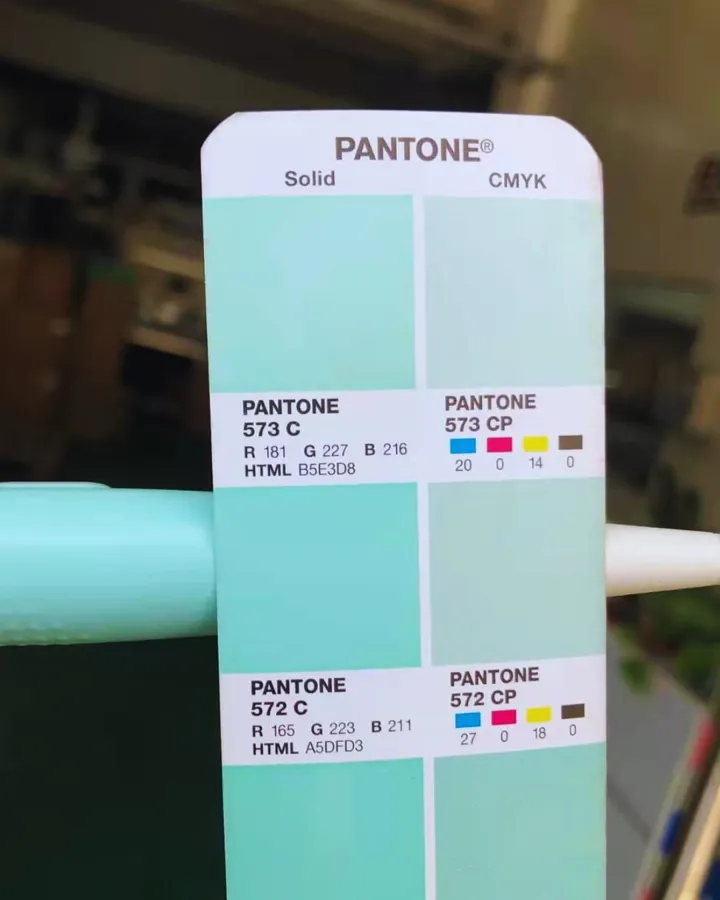 PANTONE®
Solid CMYK
PANTONE
573 C
R 181 G 227 B 216
HTML B5E3D8
PANTONE
573 CP
20 0 14 0
PANTONE
572 C
R 165 G 223 B 211
HTML A5DFD3
PANTONE
572 CP
27 0 18 0